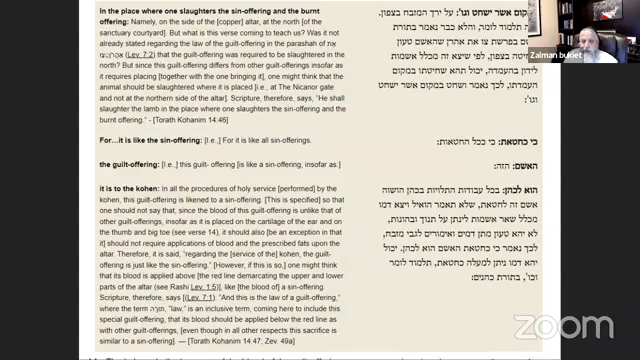 In the place where one slaughters the sin-offering and the burnt
offering: Namely, on the side of the [copper] altar, at the north [of the
sanctuary courtyard]. But what is this verse coming to teach us? Was it
not already stated regarding the law of the guilt-offering in the parashah of צַו
(Lev. 7:2) that the guilt-offering was required to be slaughtered in the
north? But since this guilt-offering differs from other guilt-offerings insofar as
it requires placing [together with the one bringing it], one might think that the
animal should be slaughtered where it is placed [i.e., at The Nicanor gate
and not at the northern side of the altar]. Scripture, therefore, says, "He shall
slaughter the lamb in the place where one slaughters the sin-offering and the
burnt offering." - [Torath Kohanim 14:46]
For…it is like the sin-offering: [I.e.,] For it is like all sin-offerings.
the guilt-offering: [I.e.,] this guilt- offering [is like a sin-offering, insofar as:]
it is to the kohen: In all the procedures of holy service [performed] by the
kohen, this guilt-offering is likened to a sin-offering. [This is specified] so that
one should not say that, since the blood of this guilt-offering is unlike that of
other guilt-offerings, insofar as it is placed on the cartilage of the ear and on
the thumb and big toe (see verse 14), it should also [be an exception in that
it] should not require applications of blood and the prescribed fats upon the
altar. Therefore, it is said, "regarding the [service of the] kohen, the guilt-
offering is just like the sin-offering." [However, if this is so,] one might think
that its blood is applied above [the red line demarcating the upper and lower
parts of the altar (see Rashi Lev. 1:5)] like [the blood of] a sin-offering.
Scripture, therefore, says [(Lev. 7:1) "And this is the law of a guilt-offering,"
where the term תּוֹרָה, "law," is an inclusive term, coming here to include this
special guilt-offering, that its blood should be applied below the red line as
with other guilt-offerings, [even though in all other respects this sacrifice is
similar to a sin-offering]. — [Torath Kohanim 14:47; Zev. 49a]
במקום אשר ישחט וגו': על ירך המזבח בצפון.
תלמוד לומר, והלא כבר נאמר בתורת
בפרשת צו את אהרן שהאשם טעון
בצפון, לפי שיצא זה מכלל אשמות
לידון בהעמדה, יכול תהא שחיטתו במקום
העמדתו, לכך נאמר ושחט במקום אשר ישחט
וגו':
כי כחטאת: כי ככל החטאות:
האשם: הזה:
הוא לכהן: בכל עבודות התלויות בכהן הושוה
אשם זה לחטאת, שלא תאמר הואיל ויצא דמו
מכלל שאר אשמות לינתן על תנוך ובהונות,
לא יהא טעון מתן דמים ואימורים לגבי מזבח,
לכך נאמר כי כחטאת האשם הוא לכהן. יכול
יהא דמו ניתן למעלה כחטאת, תלמוד לומר
וכו', בתורת כהנים:
Zalman bukiet
zoom